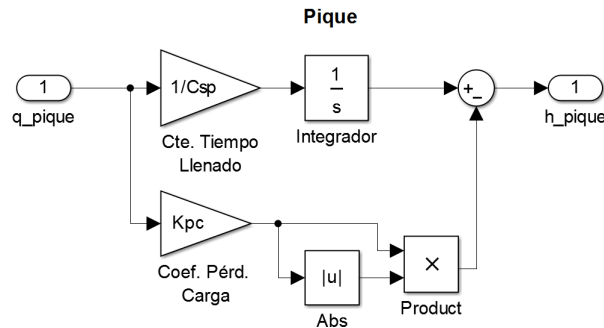 Pique
1
q_pique
1/Csp
Cte. Tiempo
Llenado
1
s
Integrador
+
−
1
h_pique
Kpc
Coef. Pérd.
Carga
|u|
Abs
×
Product